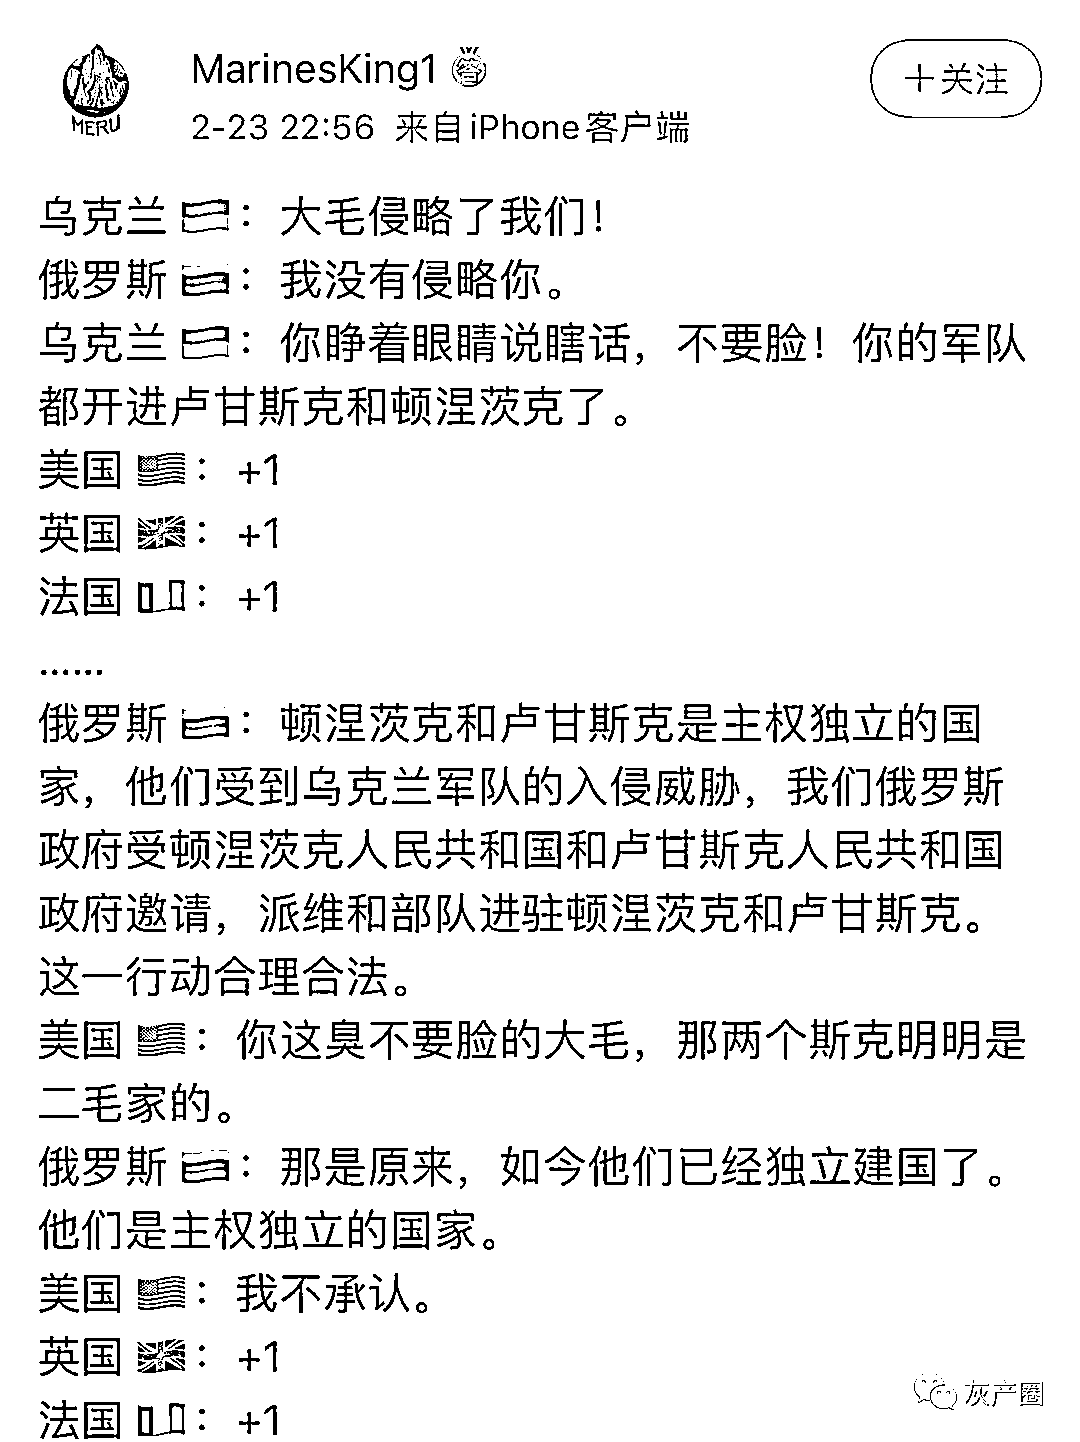 MarinesKing1
+关注
MERU
2-23 22:56 来自iPhone客户端
乌克兰：大毛侵略了我们！
俄罗斯：我没有侵略你。
乌克兰：你睁着眼睛说瞎话，不要脸！你的军队
都开进卢甘斯克和顿涅茨克了。
美国：+1
英国：+1
法国：+1
……
俄罗斯：顿涅茨克和卢甘斯克是主权独立的国
家，他们受到乌克兰军队的入侵威胁，我们俄罗斯
政府受顿涅茨克人民共和国和卢甘斯克人民共和国
政府邀请，派维和部队进驻顿涅茨克和卢甘斯克。
这一行动合理合法。
美国：你这臭不要脸的大毛，那两个斯克明明是
二毛家的。
俄罗斯：那是原来，如今他们已经独立建国了。
他们是主权独立的国家。
美国：我不承认。
英国：+1
法国：+1
灰产圈